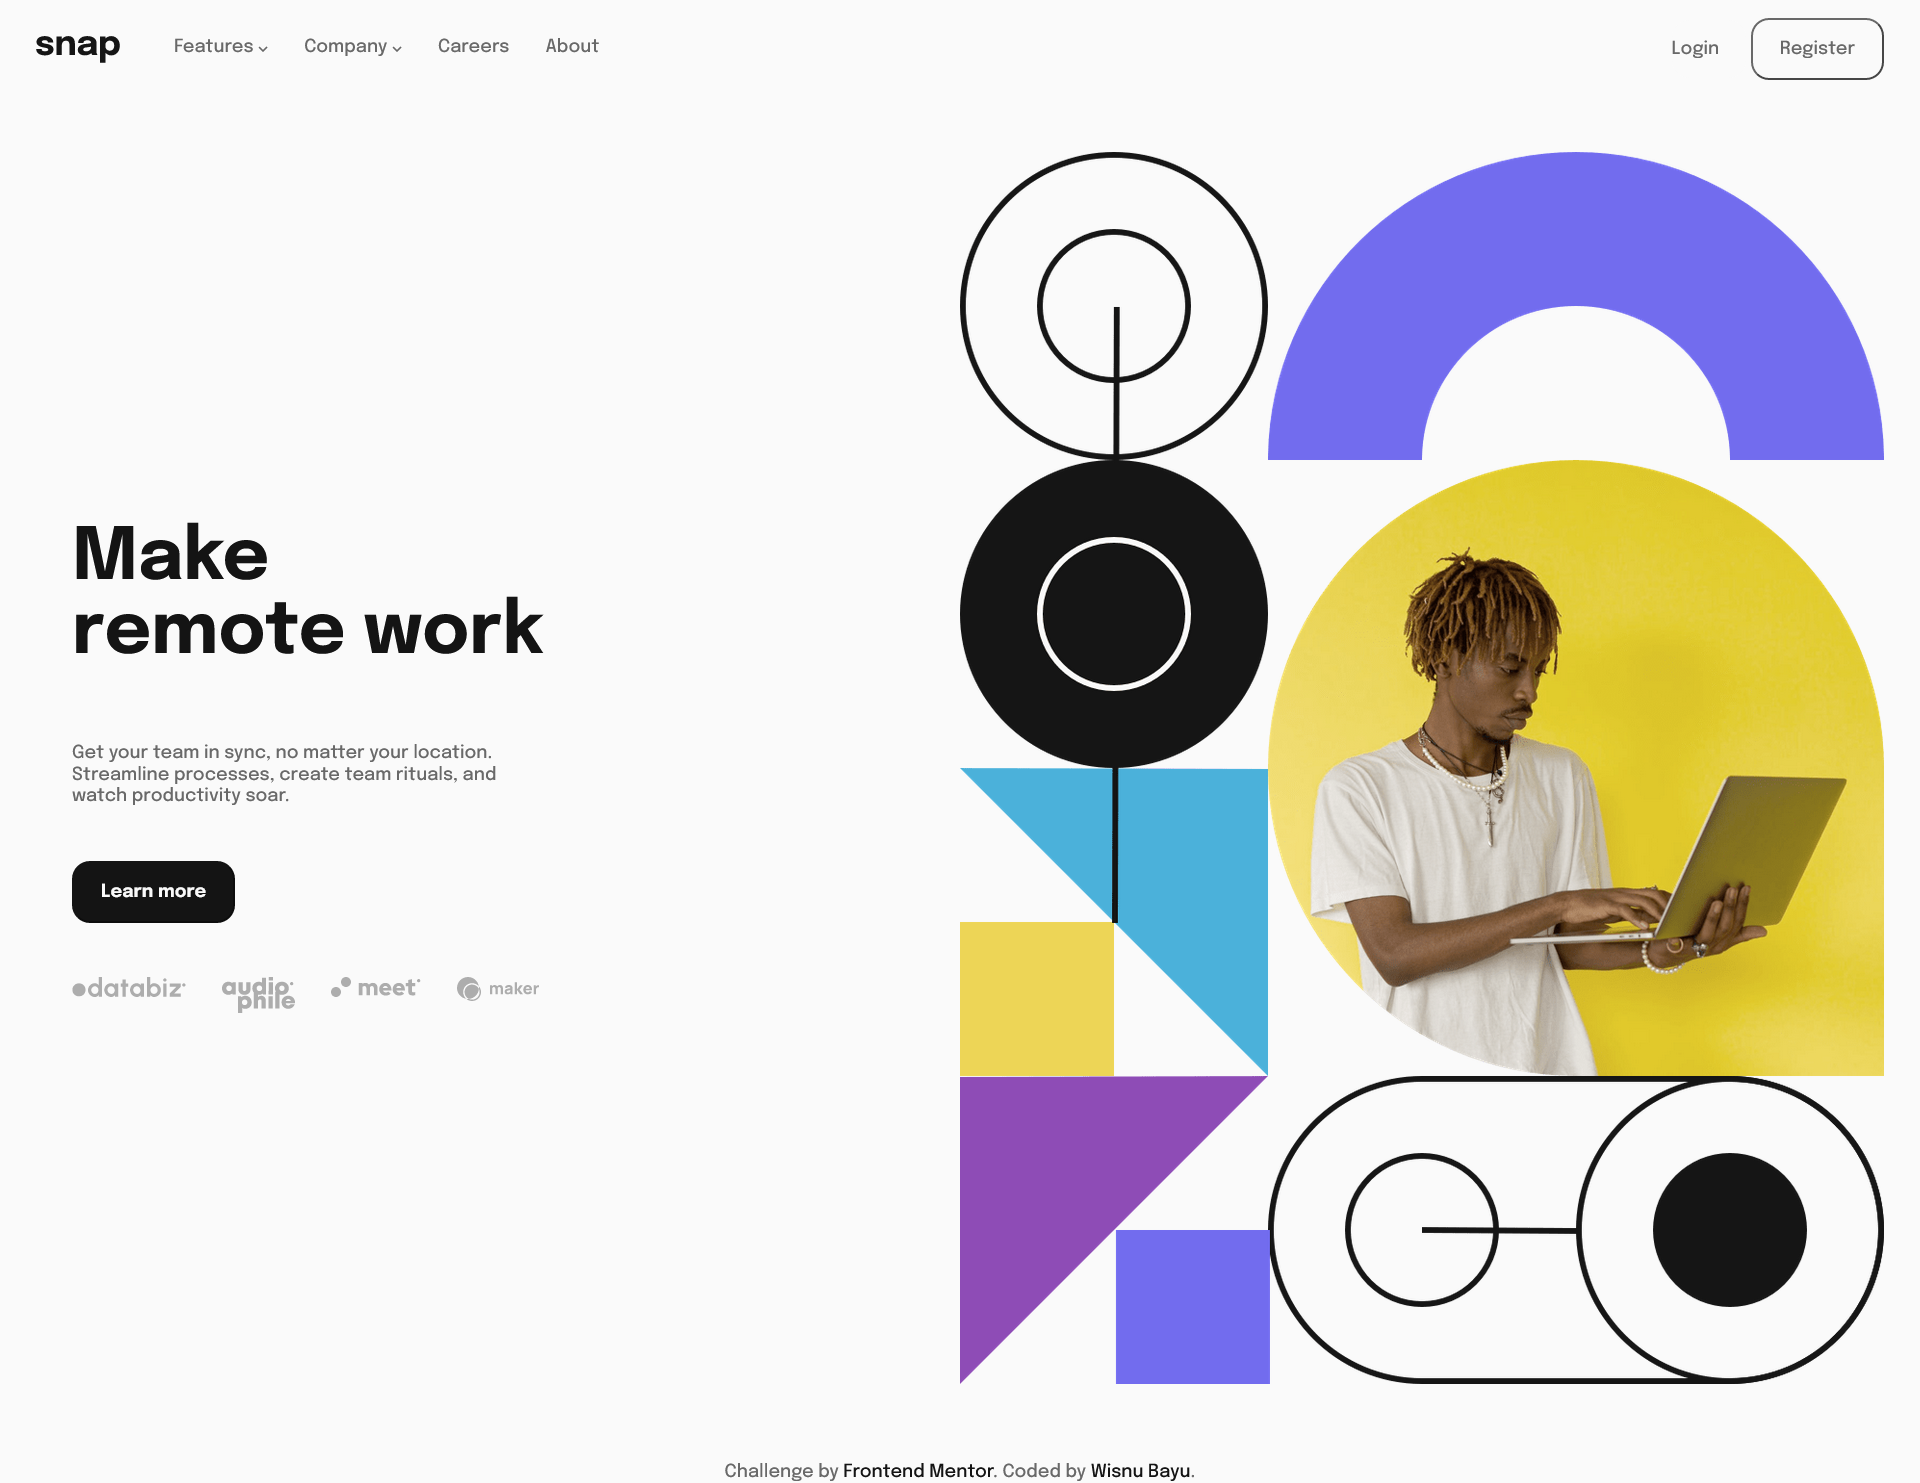 snap
Features
Company
Careers
About
Login
Register
Make
remote work
Get your team in sync, no matter your location.
Streamline processes, create team rituals, and
watch productivity soar.
Learn more
databiz
audio
phile
meet
maker
Challenge by Frontend Mentor. Coded by Wisnu Bayu.